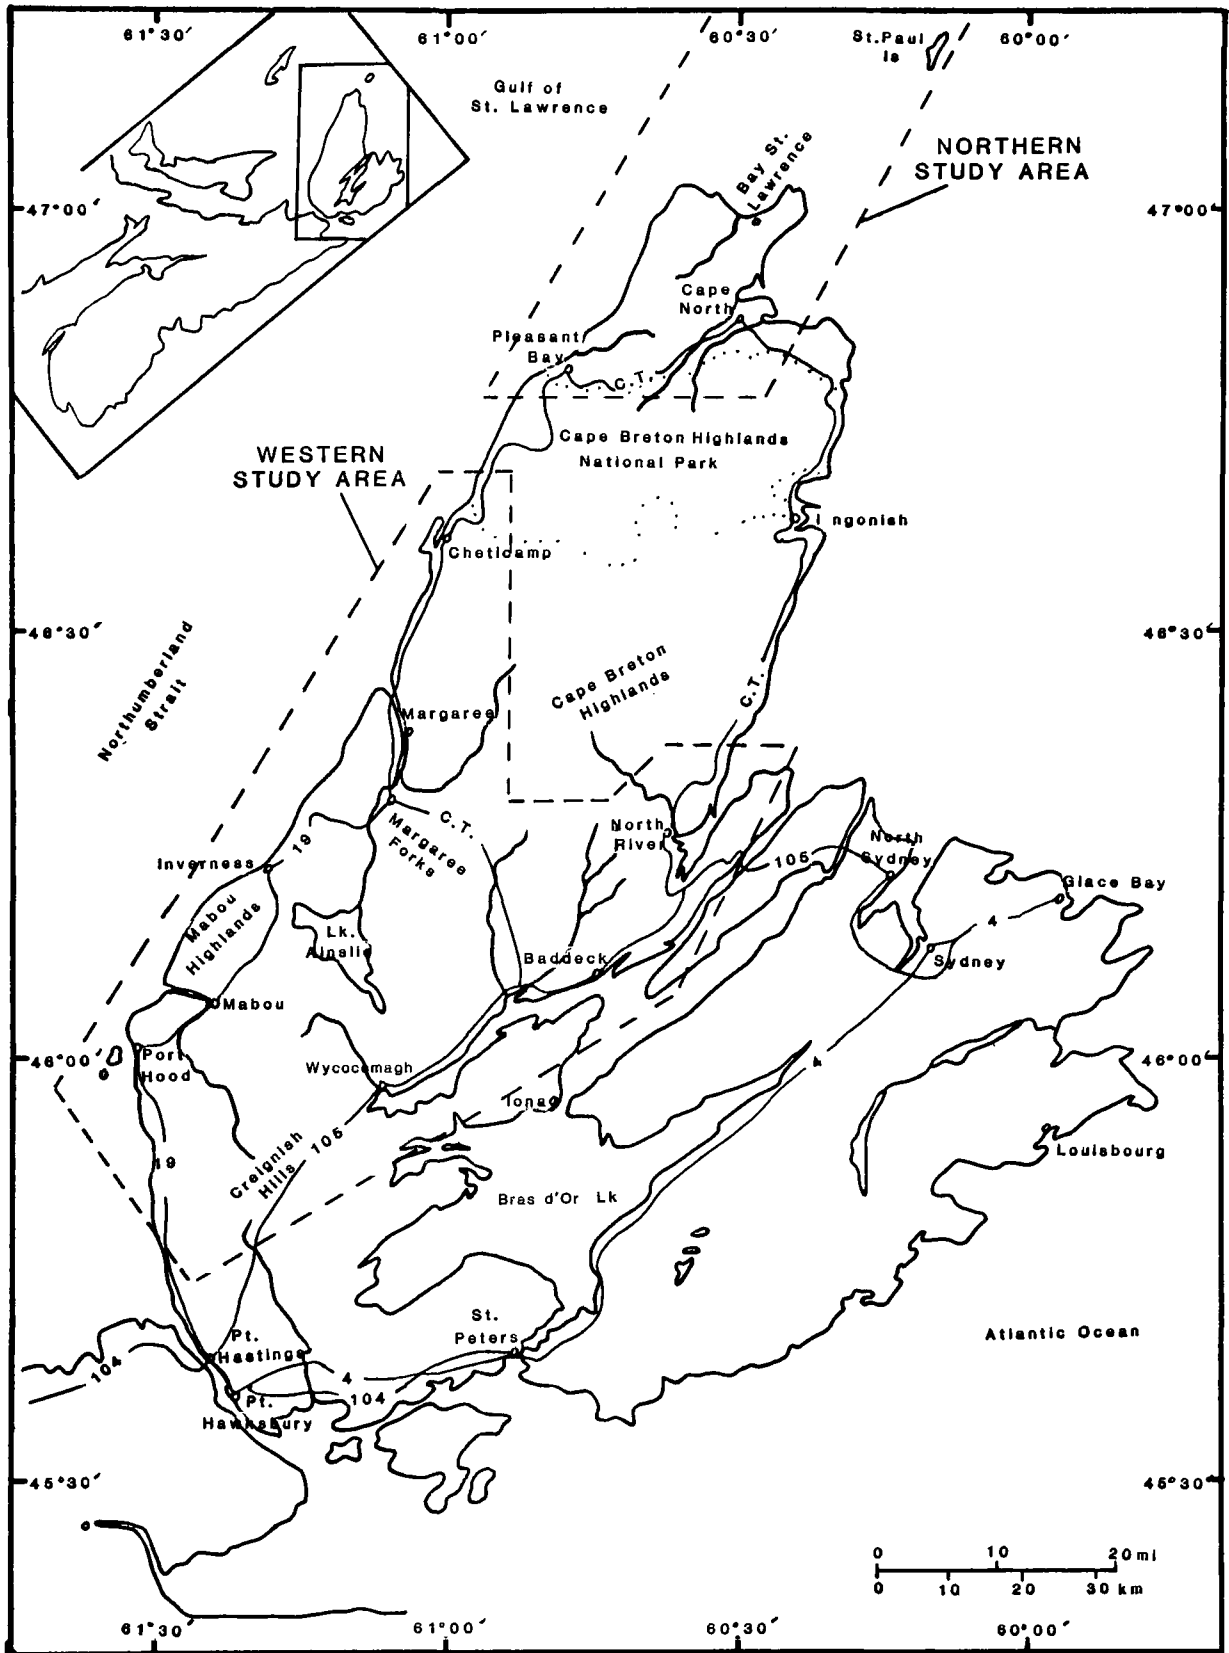 61°30′
61°00′
60°30′
60°00′
St. Paul
Is
Gulf of
St. Lawrence
Bay St.
Lawrence
NORTHERN
STUDY AREA
47°00′
47°00′
Cape
North
Pleasant
Bay
C.T.
Cape Breton Highlands
National Park
WESTERN
STUDY AREA
Ingonish
Cheticamp
46°30′
46°30′
Northumberland
Strait
Cape Breton
Highlands
C.T.
Margaree
C.T.
Margaree
Forks
19
North
River
North
Sydney
105
Inverness
Glace Bay
Mabou
Highlands
Lk.
Ainslie
4
Baddeck
Sydney
Mabou
46°00′
46°00′
Port
Hood
Wycocomagh
4
Iona
105
19
Creignish
Hills
Louisbourg
Bras d'Or Lk
St.
Peters
Atlantic Ocean
Pt.
Hastings
104
4
104
Pt.
Hawksbury
45°30′
45°30′
0 10 20 mi
0 10 20 30 km
61°30′
61°00′
60°30′
60°00′